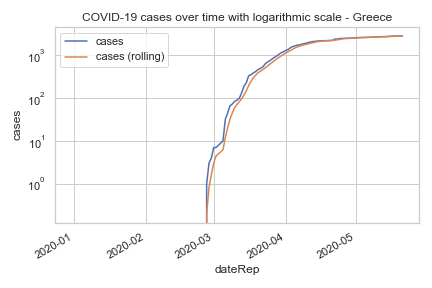 COVID-19 cases over time with logarithmic scale - Greece
cases
cases (rolling)
10³
10²
10¹
10⁰
cases
2020-01
2020-02
2020-03
2020-04
2020-05
dateRep